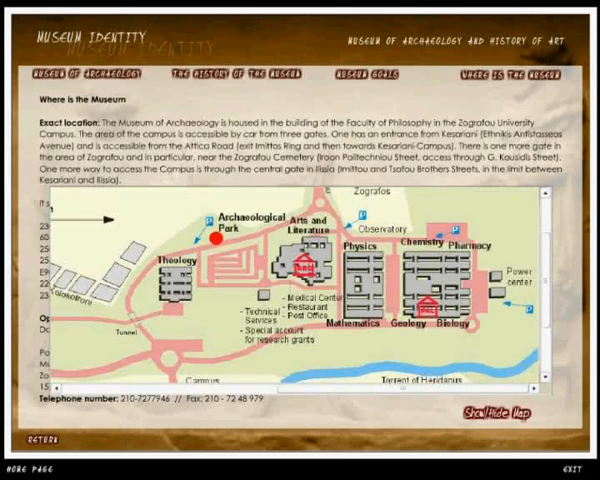 MUSEUM IDENTITY
MUSEUM IDENTITY
MUSEUM OF ARCHAEOLOGY AND HISTORY OF ART
MUSEUM OF ARCHAEOLOGY
THE HISTORY OF THE MUSEUM
MUSEUM GOALS
WHERE IS THE MUSEUM
Where is the Museum
Exact location: The Museum of Archaeology is housed in the building of the Faculty of Philosophy in the Zografou University
Campus. The area of the campus is accessible by car from three gates. One has an entrance from Kesariani (Ethnikis Antistaseos
Avenue) and is accessible from the Attica Road (exit Imittos Ring and then towards Kesariani-Campus). There is one more gate in
the area of Zografou and in particular, near the Zografou Cemetery (Iroon Politechniou Street, access through G. Kausidis Street).
One more way to access the Campus is through the central gate in Ilissia (Imittou and Tsafou Brothers Streets, in the limit between
Kesariani and Ilissia).
Zografos
P
Archaeological
Park
Arts and
Literature
P
Observatory
P
Physics
Chemistry
Pharmacy
Theology
Power
center
P
- Medical Center
- Restaurant
- Post Office
- Technical
Services
- Special account
for research grants
Mathematics
Geology
Biology
Tunnel
Campus
Torrent of Heridanus
Telephone number: 210-7277946 // Fax: 210 - 72 48 979
Show/Hide Map
RETURN
HOME PAGE
EXIT